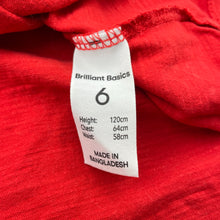 Brilliant Basics
6
Height: 120cm
Chest: 64cm
Waist: 58cm
MADE IN
BANGLADESH